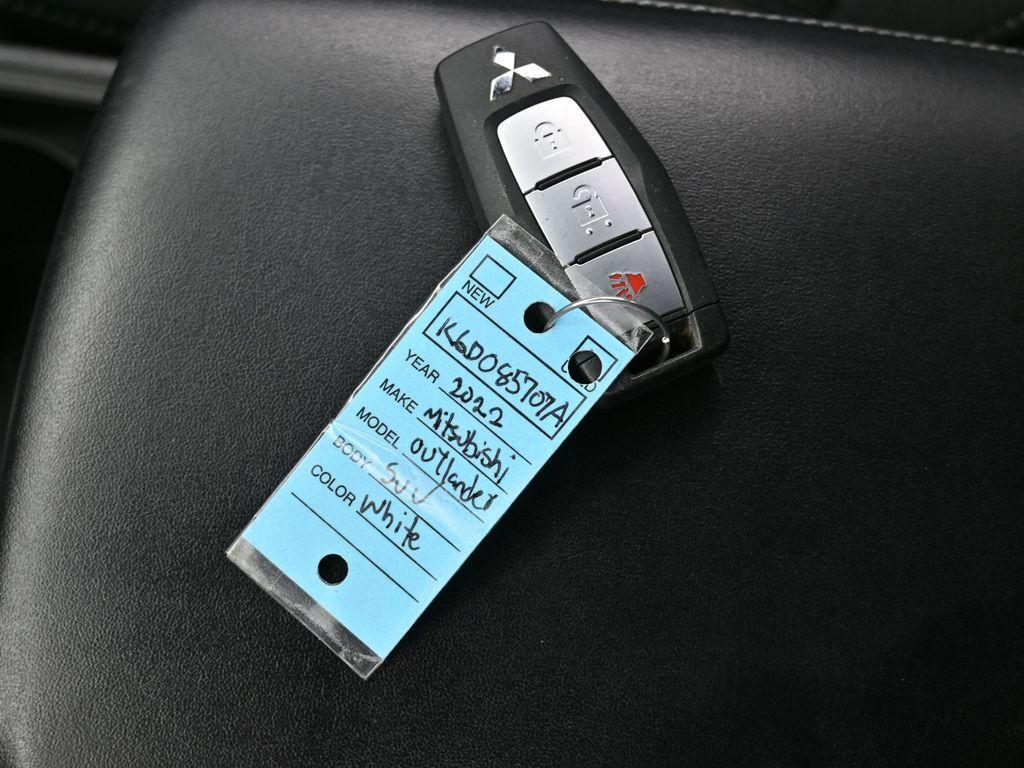 NEW
K6D085707A
YEAR 2022
MAKE Mitsubishi
MODEL Outlander
BODY SUV
COLOR White